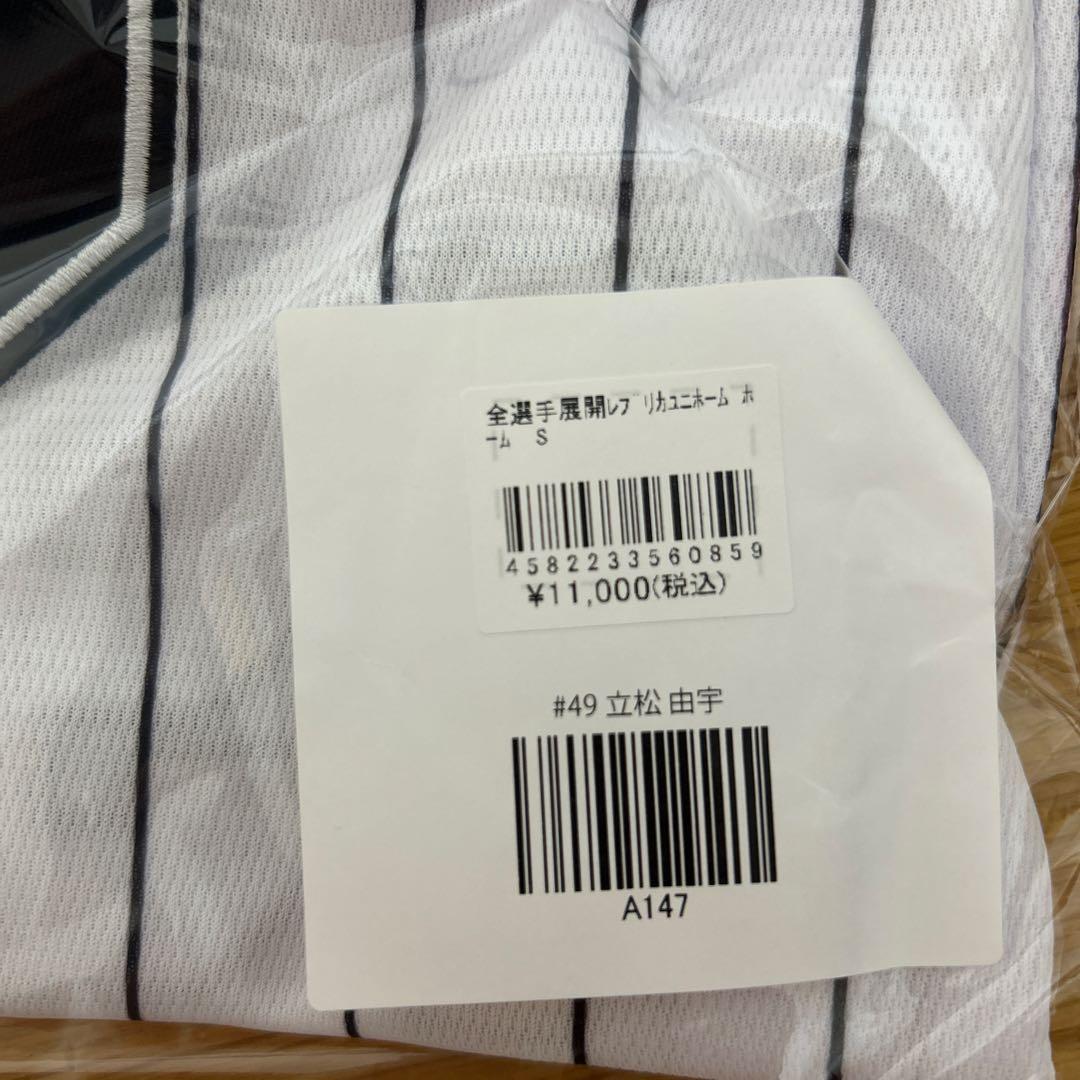 全選手展開ﾚﾌﾟﾘｶユニホーム ホ
ーム S
4582233560859
¥11,000(税込)
#49 立松 由宇
A147